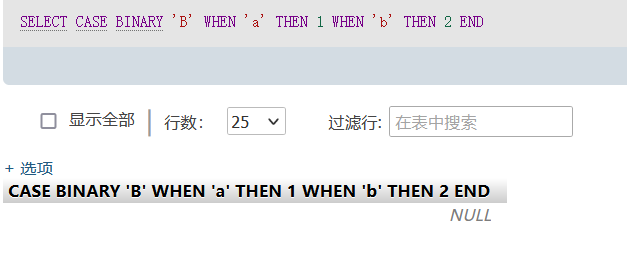 SELECT CASE BINARY 'B' WHEN 'a' THEN 1 WHEN 'b' THEN 2 END
显示全部 行数: 25 过滤行: 在表中搜索
+ 选项
CASE BINARY 'B' WHEN 'a' THEN 1 WHEN 'b' THEN 2 END
NULL